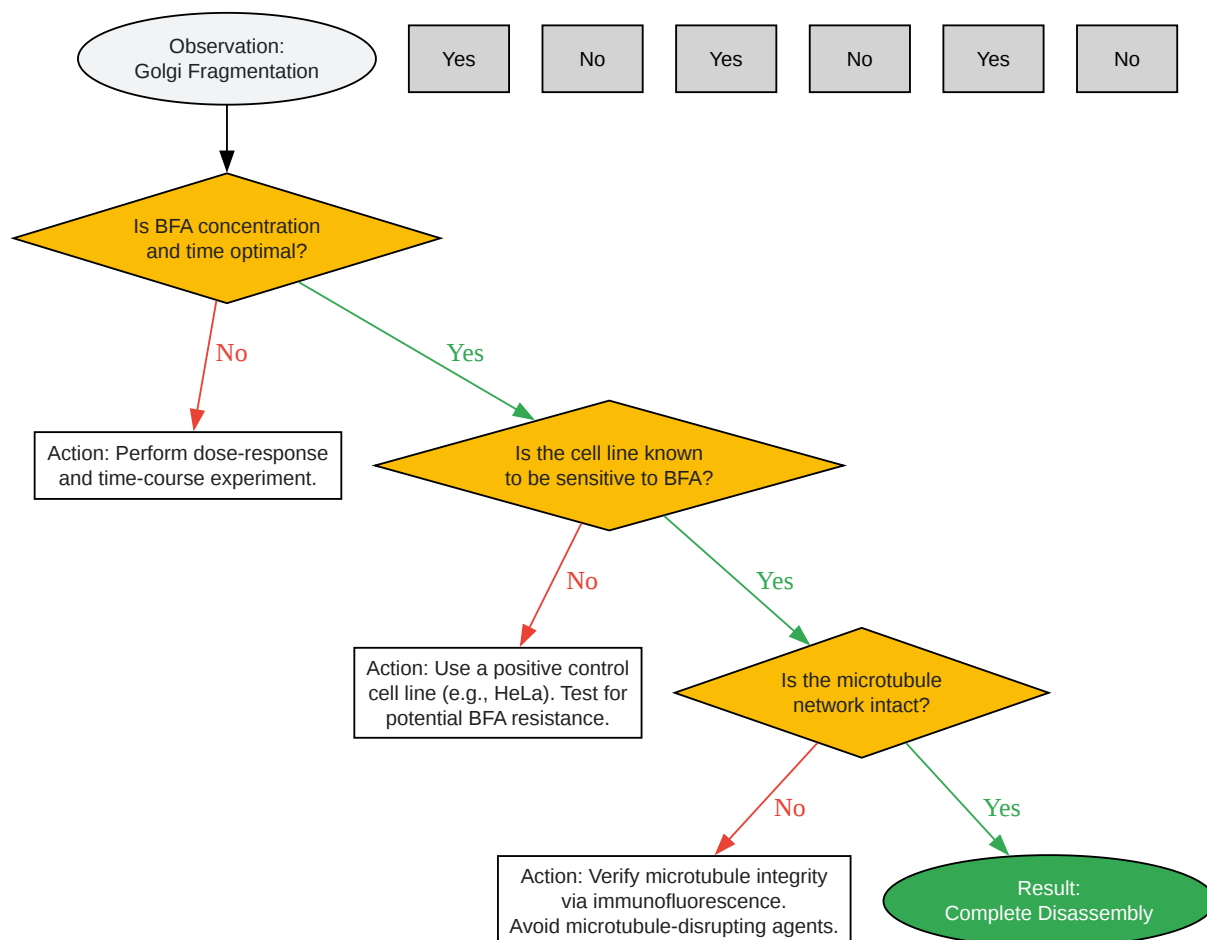 Observation:
Golgi Fragmentation
Yes
No
Yes
No
Yes
No
Is BFA concentration
and time optimal?
No
Yes
Action: Perform dose-response
and time-course experiment.
Is the cell line known
to be sensitive to BFA?
No
Yes
Action: Use a positive control
cell line (e.g., HeLa). Test for
potential BFA resistance.
Is the microtubule
network intact?
No
Yes
Action: Verify microtubule integrity
via immunofluorescence.
Avoid microtubule-disrupting agents.
Result:
Complete Disassembly